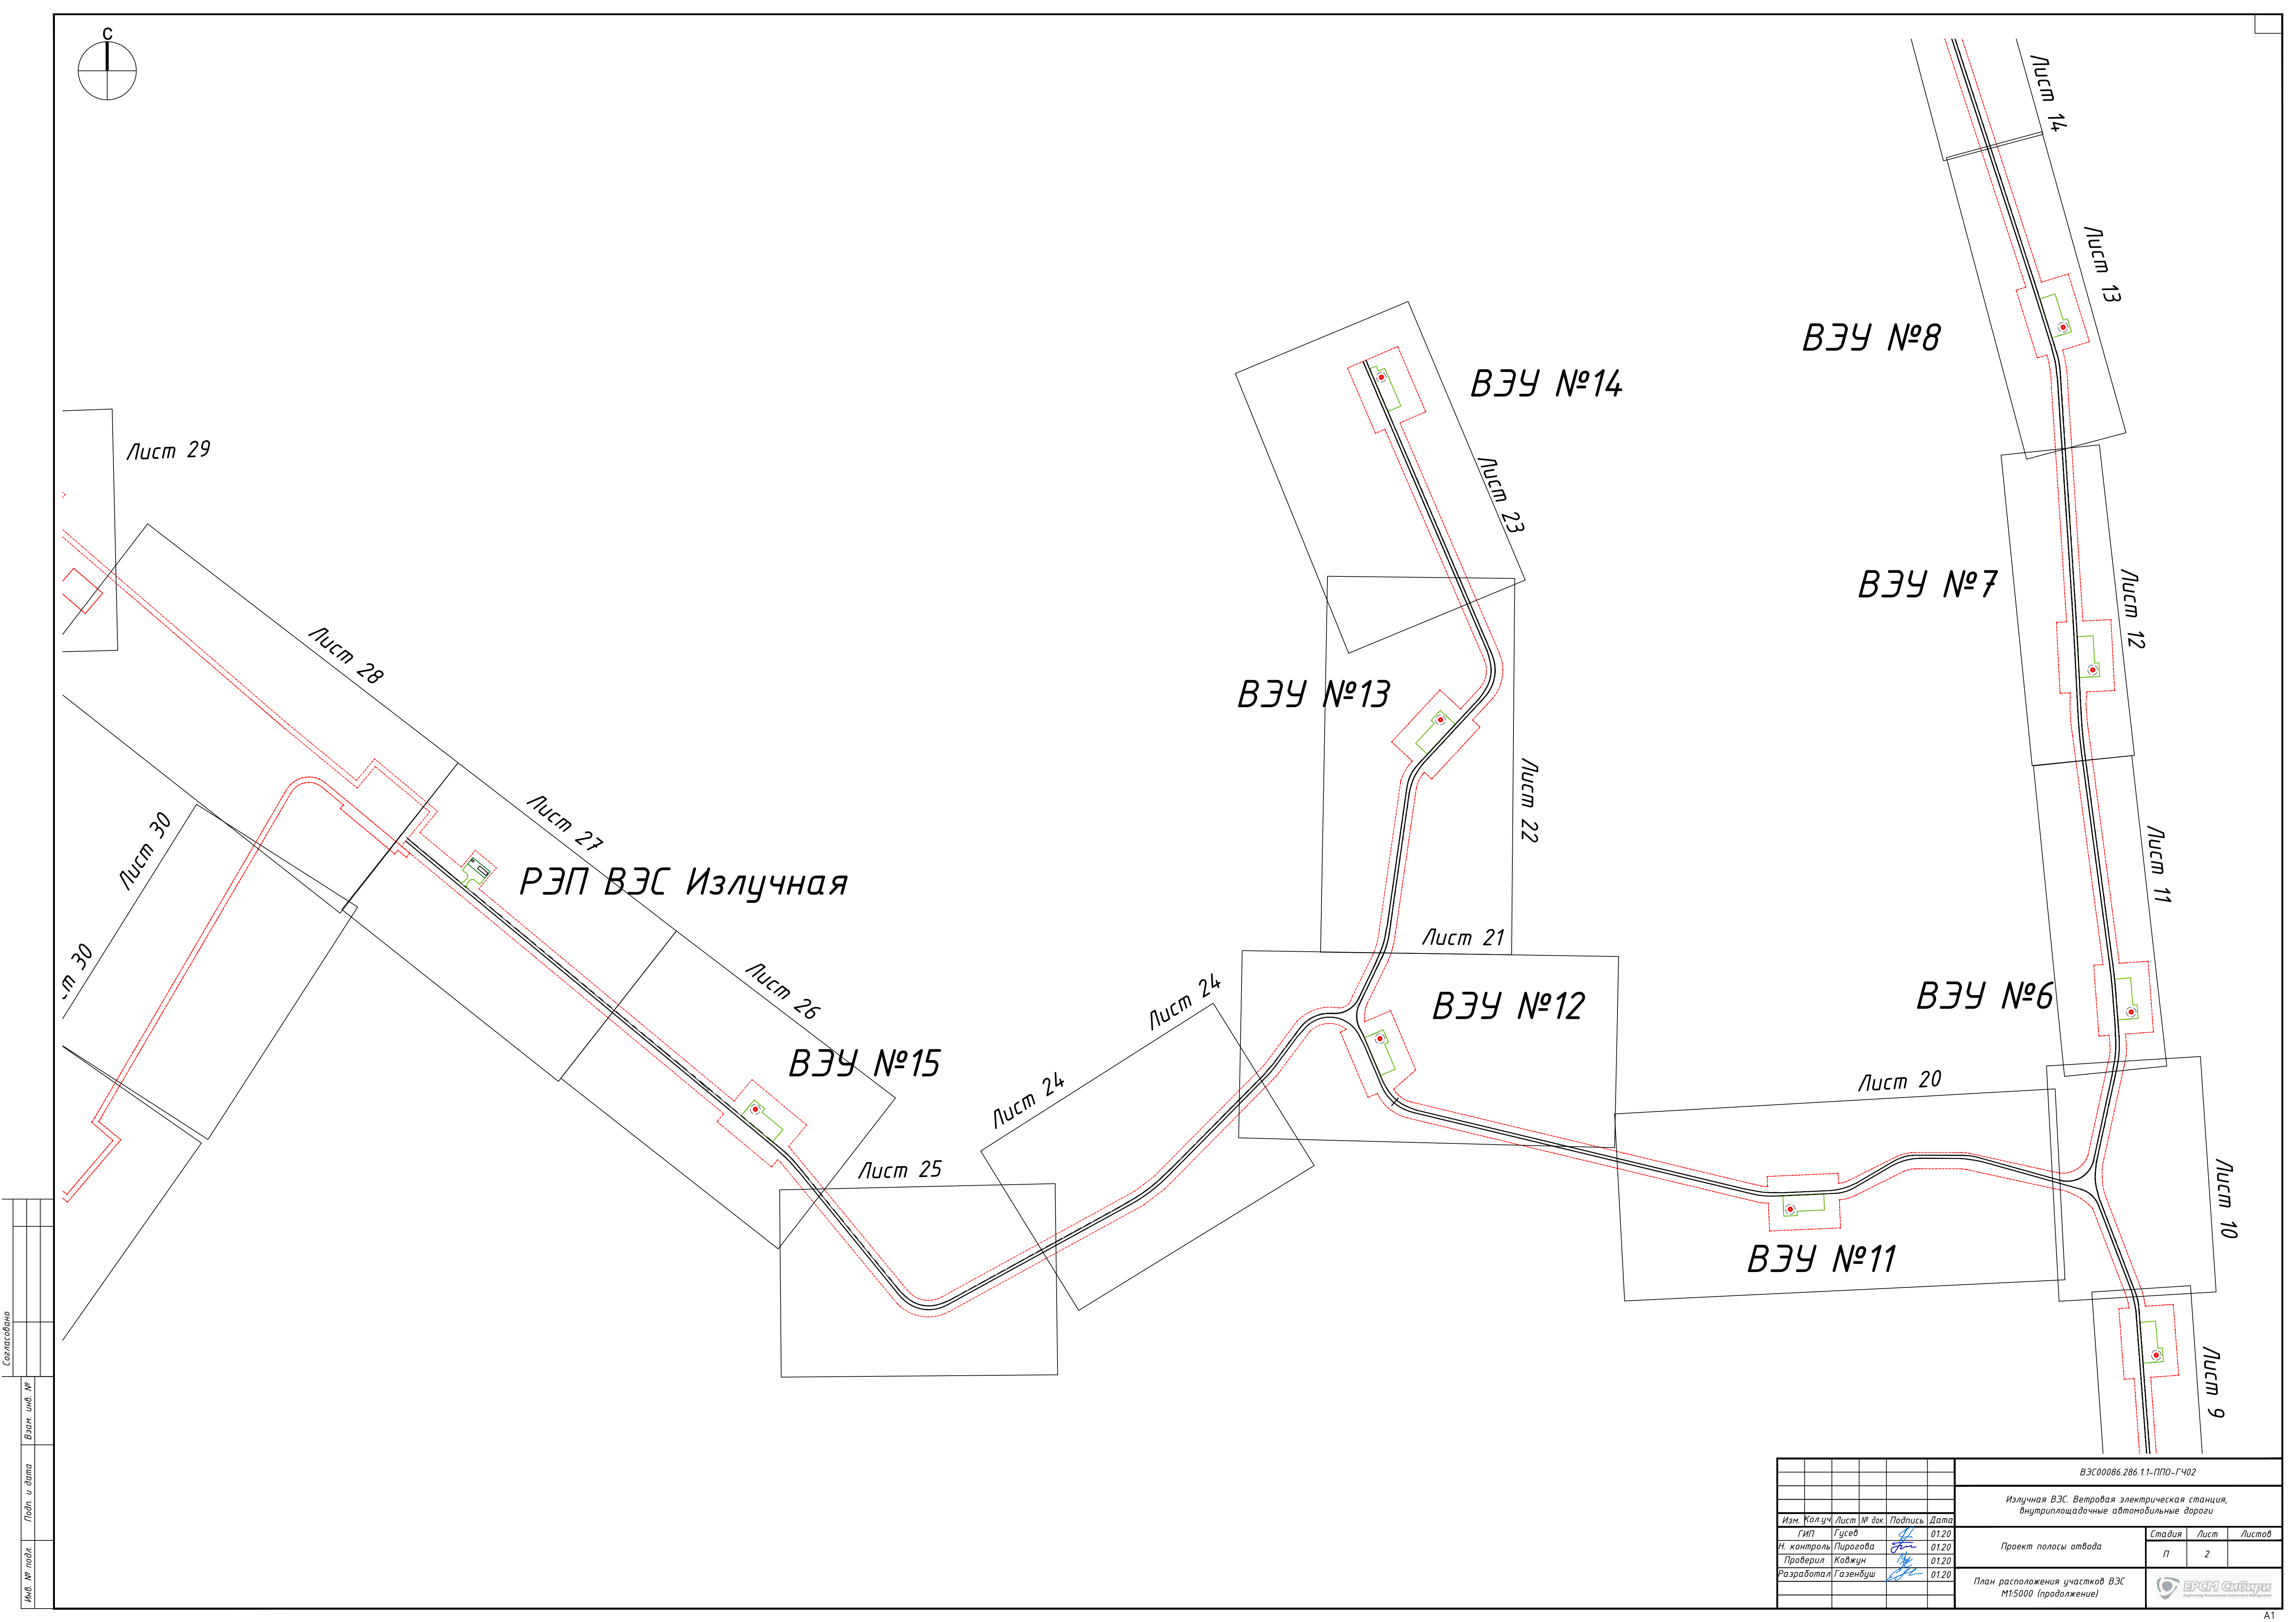 С
Лист 14
Лист 13
ВЭУ №8
ВЭУ №14
Лист 29
Лист 23
ВЭУ №7
Лист 12
Лист 28
ВЭУ №13
Лист 22
Лист 27
Лист 30
Лист 11
РЭП ВЭС Излучная
Лист 21
ст 30
Лист 26
Лист 24
ВЭУ №12
ВЭУ №6
ВЭУ №15
Лист 24
Лист 20
Лист 25
Лист 10
ВЭУ №11
Лист 9
Согласовано
Взам. инв. №
Подп. и дата
Инв. № подл.
ВЭС00086.286.1.1-ППО-ГЧ02
Излучная ВЭС. Ветровая электрическая станция,
внутриплощадочные автомобильные дороги
Изм. Кол.уч Лист № док. Подпись Дата
ГИП Гусев 01.20
Н. контроль Пирогова 01.20
Проверил Ковжун 01.20
Разработал Газенбуш 01.20
Проект полосы отвода
Стадия Лист Листов
П 2
План расположения участков ВЭС
М1:5000 (продолжение)
EPCM Сибири
А1